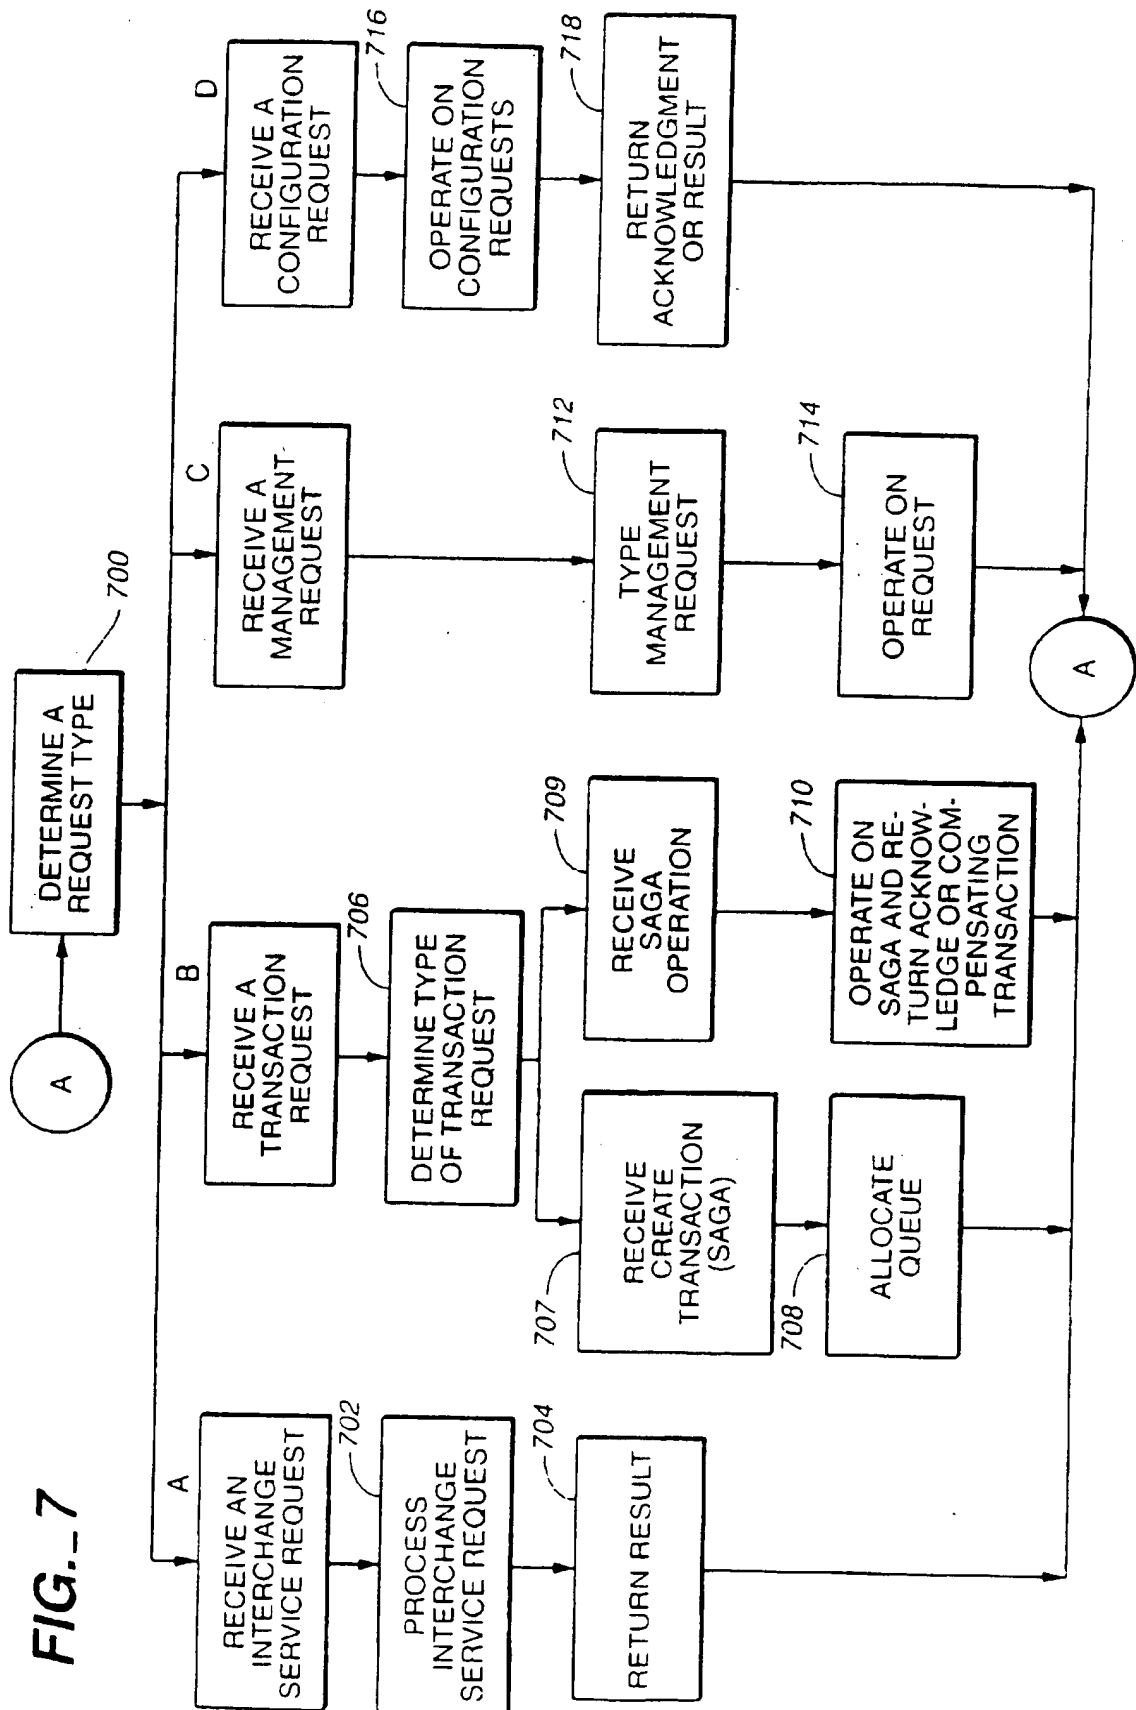 FIG._7
A
DETERMINE A
REQUEST TYPE
700
A
RECEIVE AN
INTERCHANGE
SERVICE REQUEST
702
PROCESS
INTERCHANGE
SERVICE REQUEST
704
RETURN RESULT
B
RECEIVE A
TRANSACTION
REQUEST
706
DETERMINE TYPE
OF TRANSACTION
REQUEST
707
RECEIVE
CREATE
TRANSACTION
(SAGA)
708
ALLOCATE
QUEUE
709
RECEIVE
SAGA
OPERATION
710
OPERATE ON
SAGA AND RE-
TURN ACKNOW-
LEDGE OR COM-
PENSATING
TRANSACTION
C
RECEIVE A
MANAGEMENT
REQUEST
712
TYPE
MANAGEMENT
REQUEST
714
OPERATE ON
REQUEST
D
RECEIVE A
CONFIGURATION
REQUEST
716
OPERATE ON
CONFIGURATION
REQUESTS
718
RETURN
ACKNOWLEDGMENT
OR RESULT
A